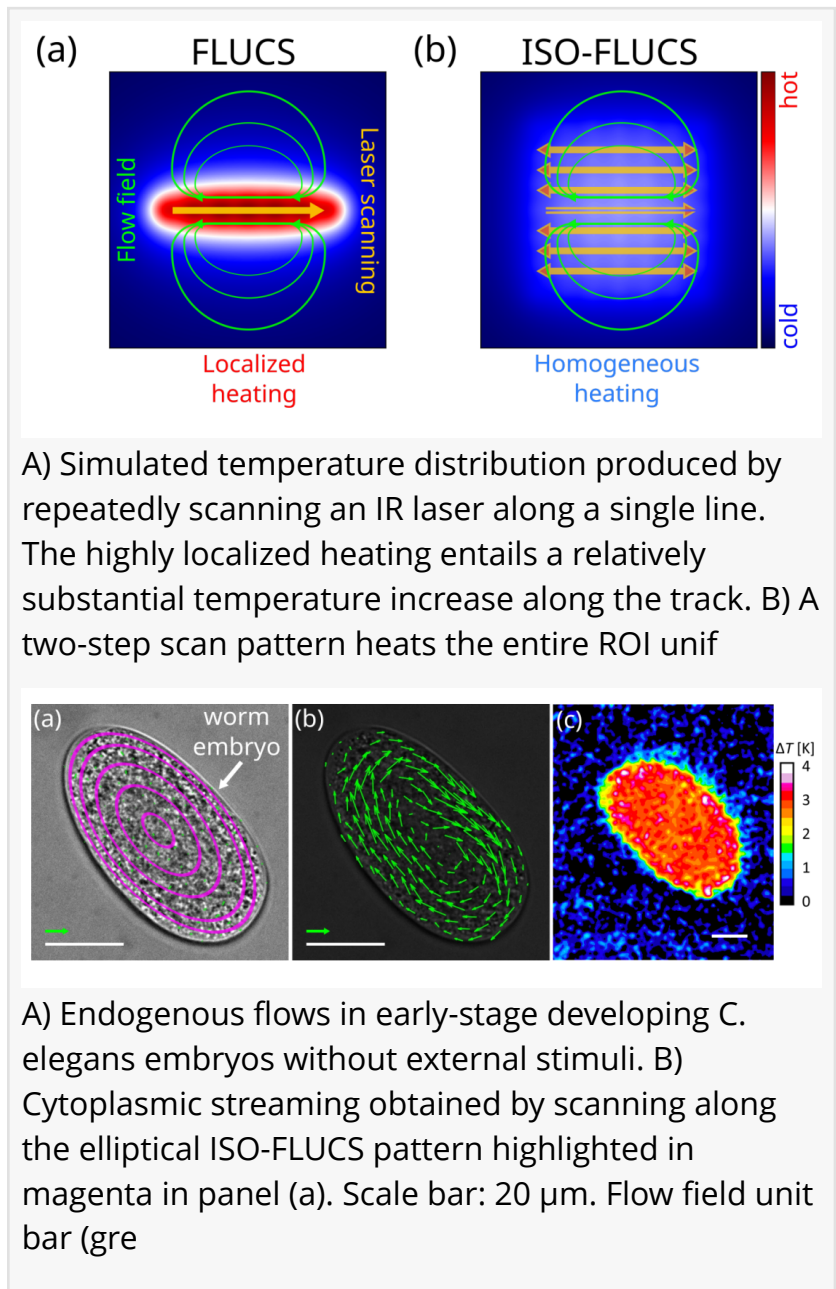 (a) FLUCS (b) ISO-FLUCS
Flow field
Laser scanning
hot
cold
Localized
heating
Homogeneous
heating
A) Simulated temperature distribution produced by
repeatedly scanning an IR laser along a single line.
The highly localized heating entails a relatively
substantial temperature increase along the track. B) A
two-step scan pattern heats the entire ROI unif
(a) worm
embryo
(b)
(c)
ΔT [K]
4
3
2
1
0
A) Endogenous flows in early-stage developing C.
elegans embryos without external stimuli. B)
Cytoplasmic streaming obtained by scanning along
the elliptical ISO-FLUCS pattern highlighted in
magenta in panel (a). Scale bar: 20 μm. Flow field unit
bar (gre